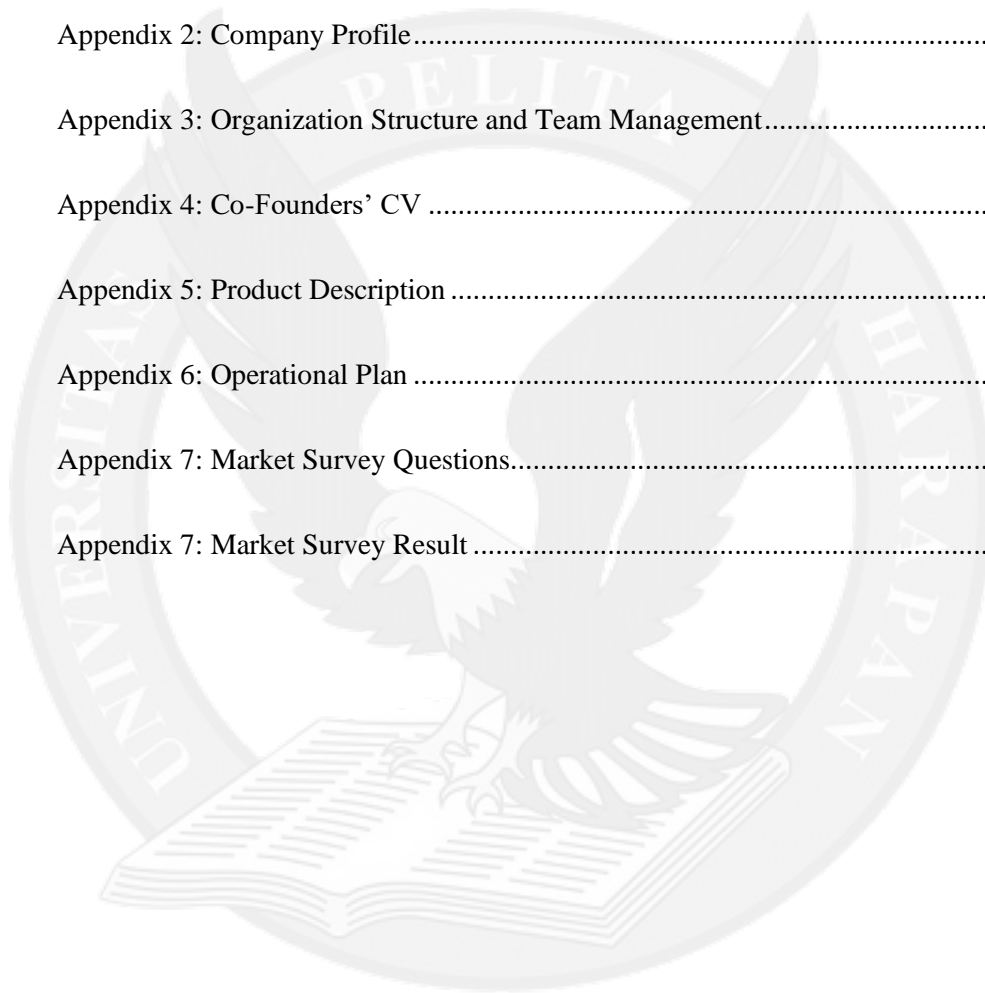 Appendix 2: Company Profile........................................................................
Appendix 3: Organization Structure and Team Management............................
Appendix 4: Co-Founders’ CV ......................................................................
Appendix 5: Product Description ...................................................................
Appendix 6: Operational Plan ........................................................................
Appendix 7: Market Survey Questions............................................................
Appendix 7: Market Survey Result .................................................................
UNIVERSITAS PELITA HARAPAN